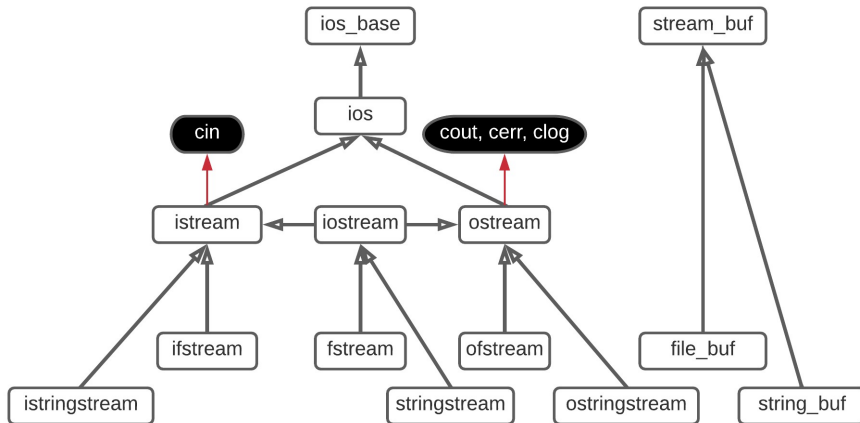 ios_base
stream_buf
ios
cin
cout, cerr, clog
istream
iostream
ostream
ifstream
fstream
ofstream
file_buf
istringstream
stringstream
ostringstream
string_buf